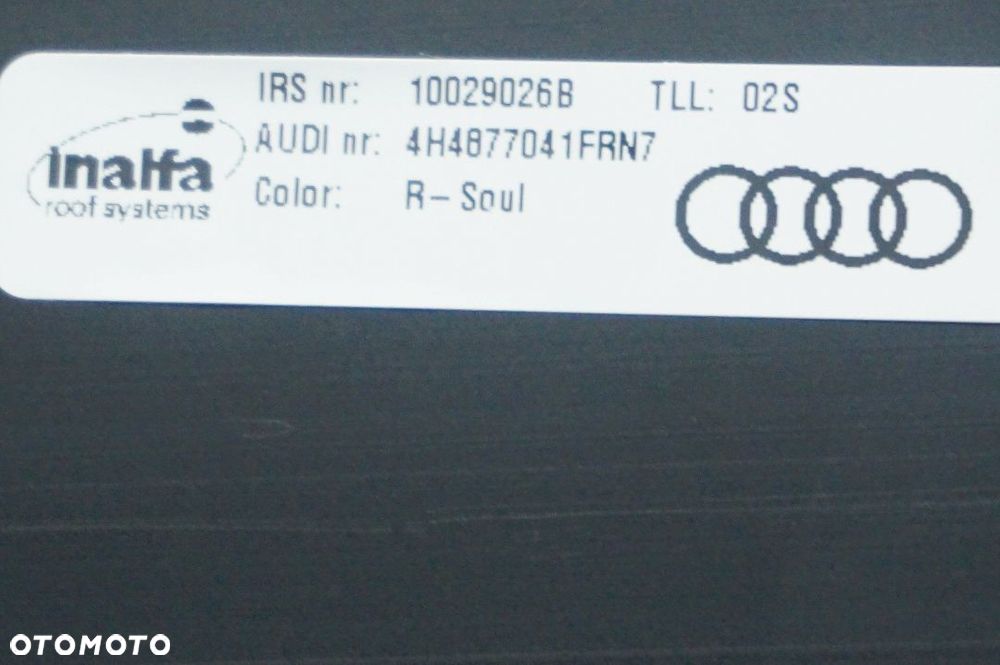 IRS nr: 10029026B TLL: 02S
AUDI nr: 4H4877041FRN7
Color: R-Soul
inalfa
roof systems
OTOMOTO